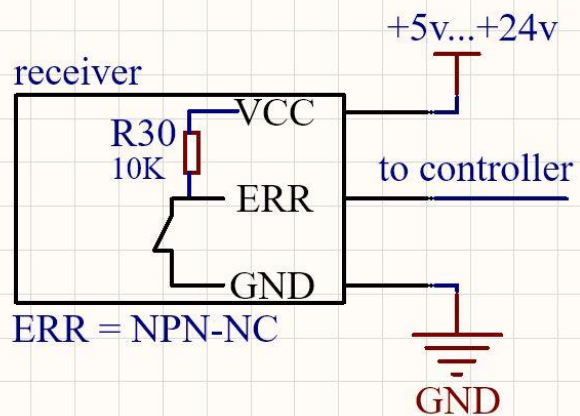 +5v...+24v
receiver
VCC
R30
10K
to controller
ERR
GND
ERR = NPN-NC
GND